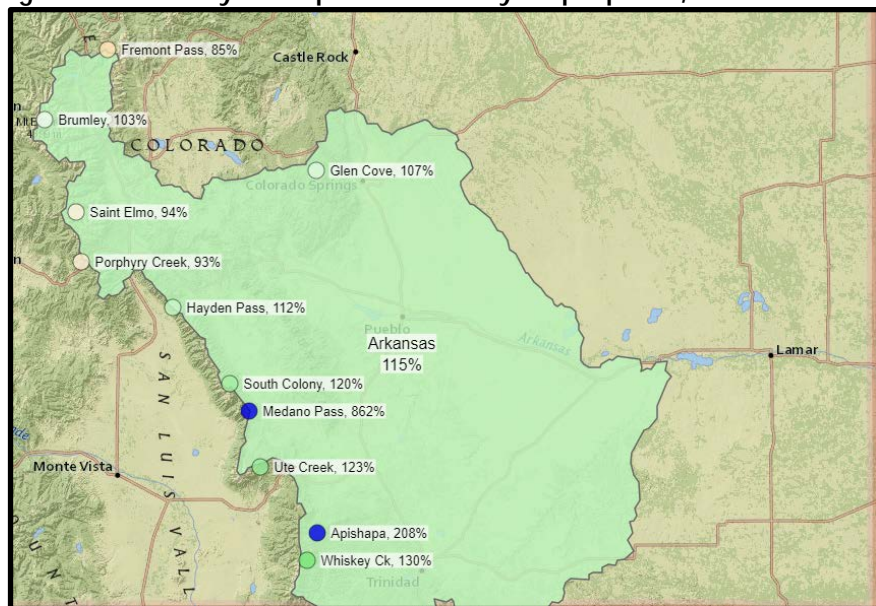 Fremont Pass, 85%
Castle Rock
Brumley, 103%
COLORADO
Glen Cove, 107%
Colorado Springs
Saint Elmo, 94%
Porphyry Creek, 93%
Hayden Pass, 112%
Pueblo
Arkansas
Arkansas
115%
Lamar
SAN LUIS VALL
South Colony, 120%
Medano Pass, 862%
Monte Vista
Ute Creek, 123%
Apishapa, 208%
Whiskey Ck, 130%
Trinidad